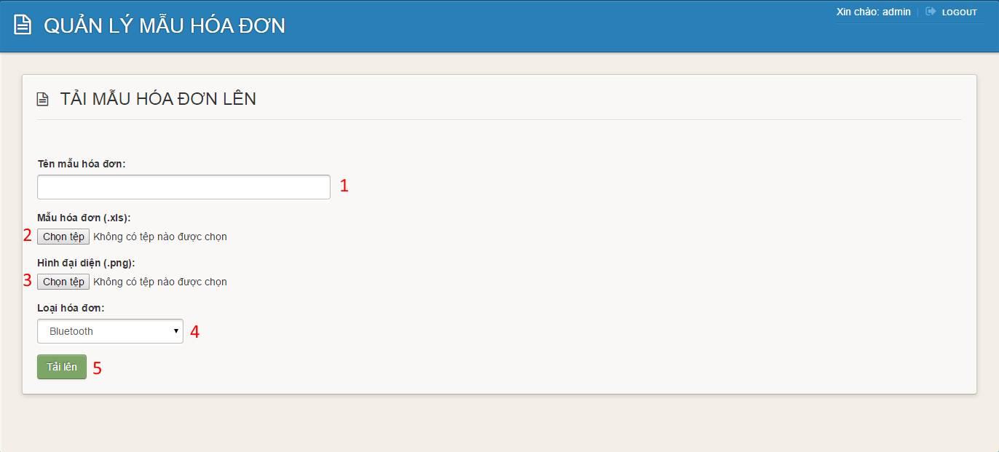 QUẢN LÝ MẪU HÓA ĐƠN
Xin chào: admin LOGOUT
TẢI MẪU HÓA ĐƠN LÊN
Tên mẫu hóa đơn:
1
Mẫu hóa đơn (.xls):
2 Chọn tệp Không có tệp nào được chọn
Hình đại diện (.png):
3 Chọn tệp Không có tệp nào được chọn
Loại hóa đơn:
Bluetooth 4
Tải lên 5